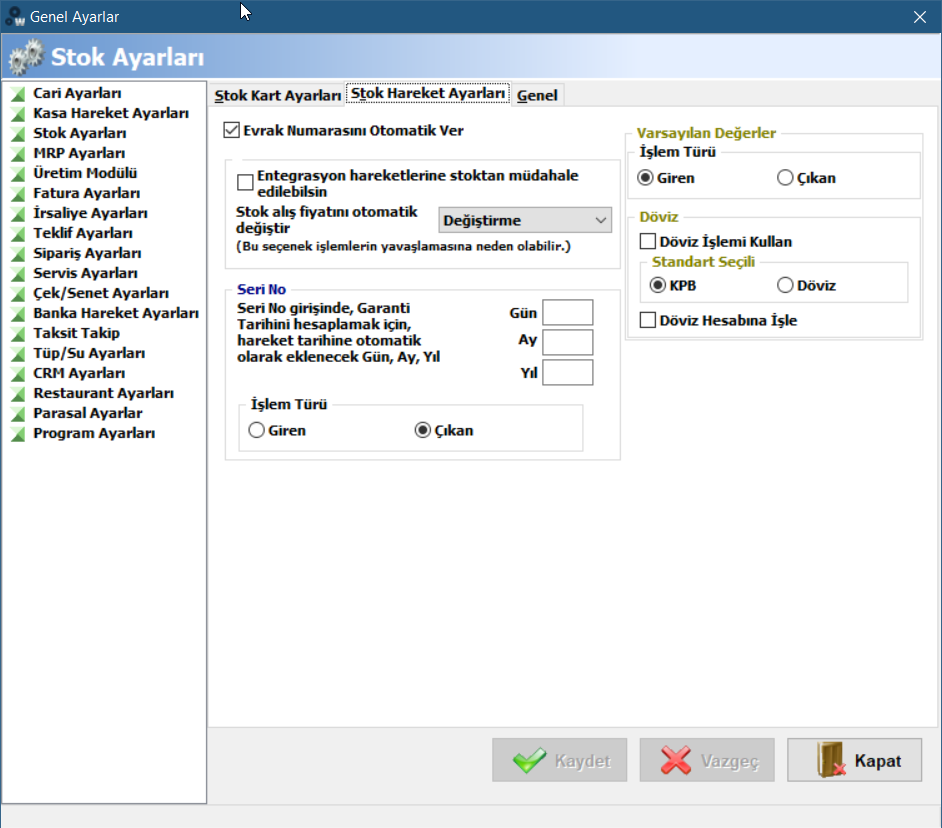 Genel Ayarlar
Stok Ayarları
Cari Ayarları
Kasa Hareket Ayarları
Stok Ayarları
MRP Ayarları
Üretim Modülü
Fatura Ayarları
İrsaliye Ayarları
Teklif Ayarları
Sipariş Ayarları
Servis Ayarları
Çek/Senet Ayarları
Banka Hareket Ayarları
Taksit Takip
Tüp/Su Ayarları
CRM Ayarları
Restaurant Ayarları
Parasal Ayarlar
Program Ayarları
Stok Kart Ayarları Stok Hareket Ayarları Genel
Evrak Numarasını Otomatik Ver
Entegrasyon hareketlerine stoktan müdahale
edilebilsin
Stok alış fiyatını otomatik
değiştir
Değiştirme
(Bu seçenek işlemlerin yavaşlamasına neden olabilir.)
Seri No
Seri No girişinde, Garanti
Tarihini hesaplamak için,
hareket tarihine otomatik
olarak eklenecek Gün, Ay, Yıl
Gün
Ay
Yıl
İşlem Türü
Giren Çıkan
Varsayılan Değerler
İşlem Türü
Giren Çıkan
Döviz
Döviz İşlemi Kullan
Standart Seçili
KPB Döviz
Döviz Hesabına İşle
Kaydet Vazgeç Kapat